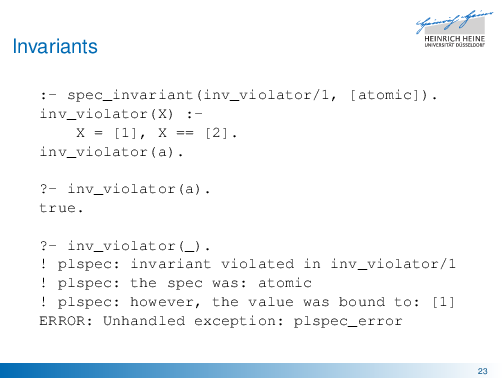 Heinrich Heine
HEINRICH HEINE
UNIVERSITÄT DÜSSELDORF
Invariants
:- spec_invariant(inv_violator/1, [atomic]).
inv_violator(X) :-
    X = [1], X == [2].
inv_violator(a).
?- inv_violator(a).
true.
?- inv_violator(_).
! plspec: invariant violated in inv_violator/1
! plspec: the spec was: atomic
! plspec: however, the value was bound to: [1]
ERROR: Unhandled exception: plspec_error
23